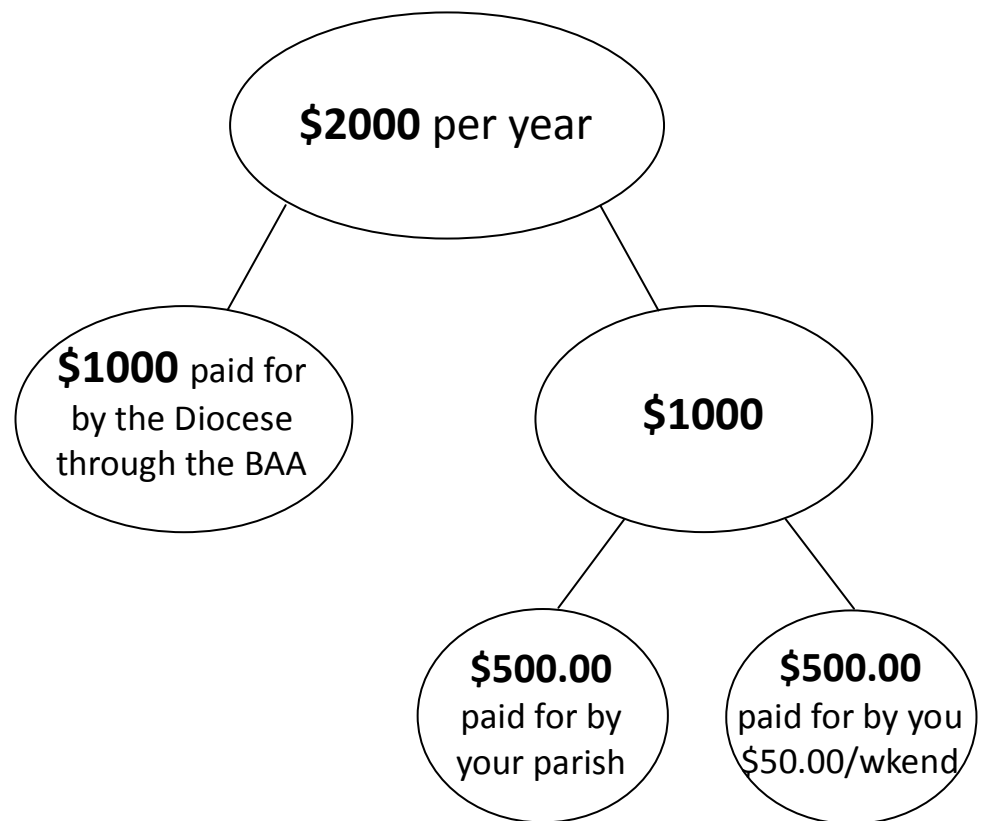 $2000 per year
$1000 paid for
by the Diocese
through the BAA
$1000
$500.00
paid for by
your parish
$500.00
paid for by you
$50.00/wkend